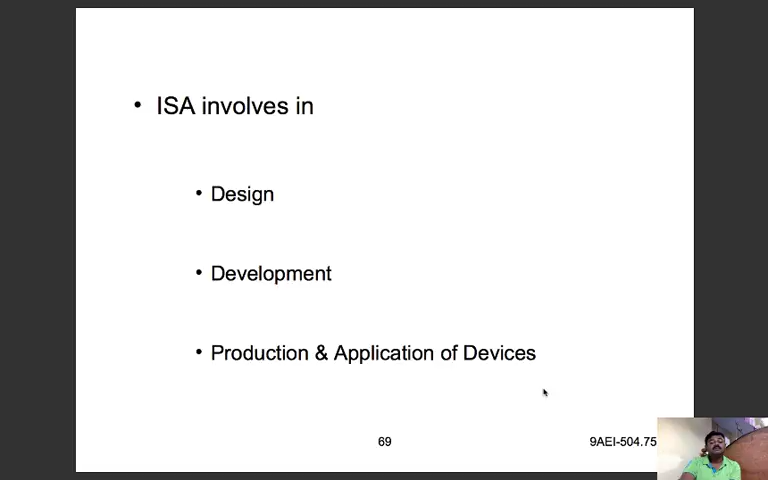 • ISA involves in
• Design
• Development
• Production & Application of Devices
69
9AEI-504.75